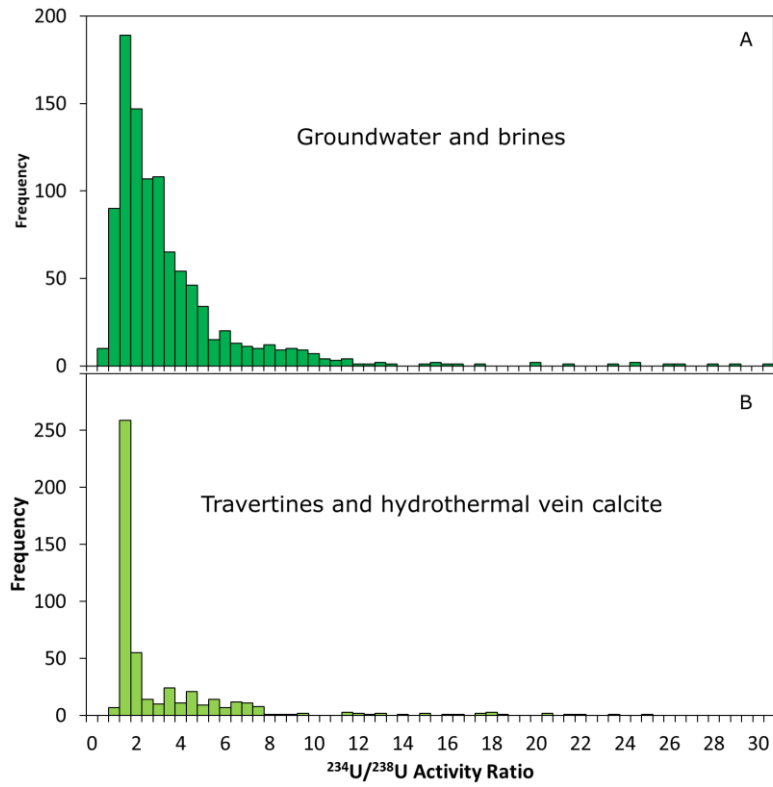 200
150
100
50
0
Frequency
A
Groundwater and brines
250
200
150
100
50
0
Frequency
B
Travertines and hydrothermal vein calcite
0 2 4 6 8 10 12 14 16 18 20 22 24 26 28 30
²³⁴U/²³⁸U Activity Ratio